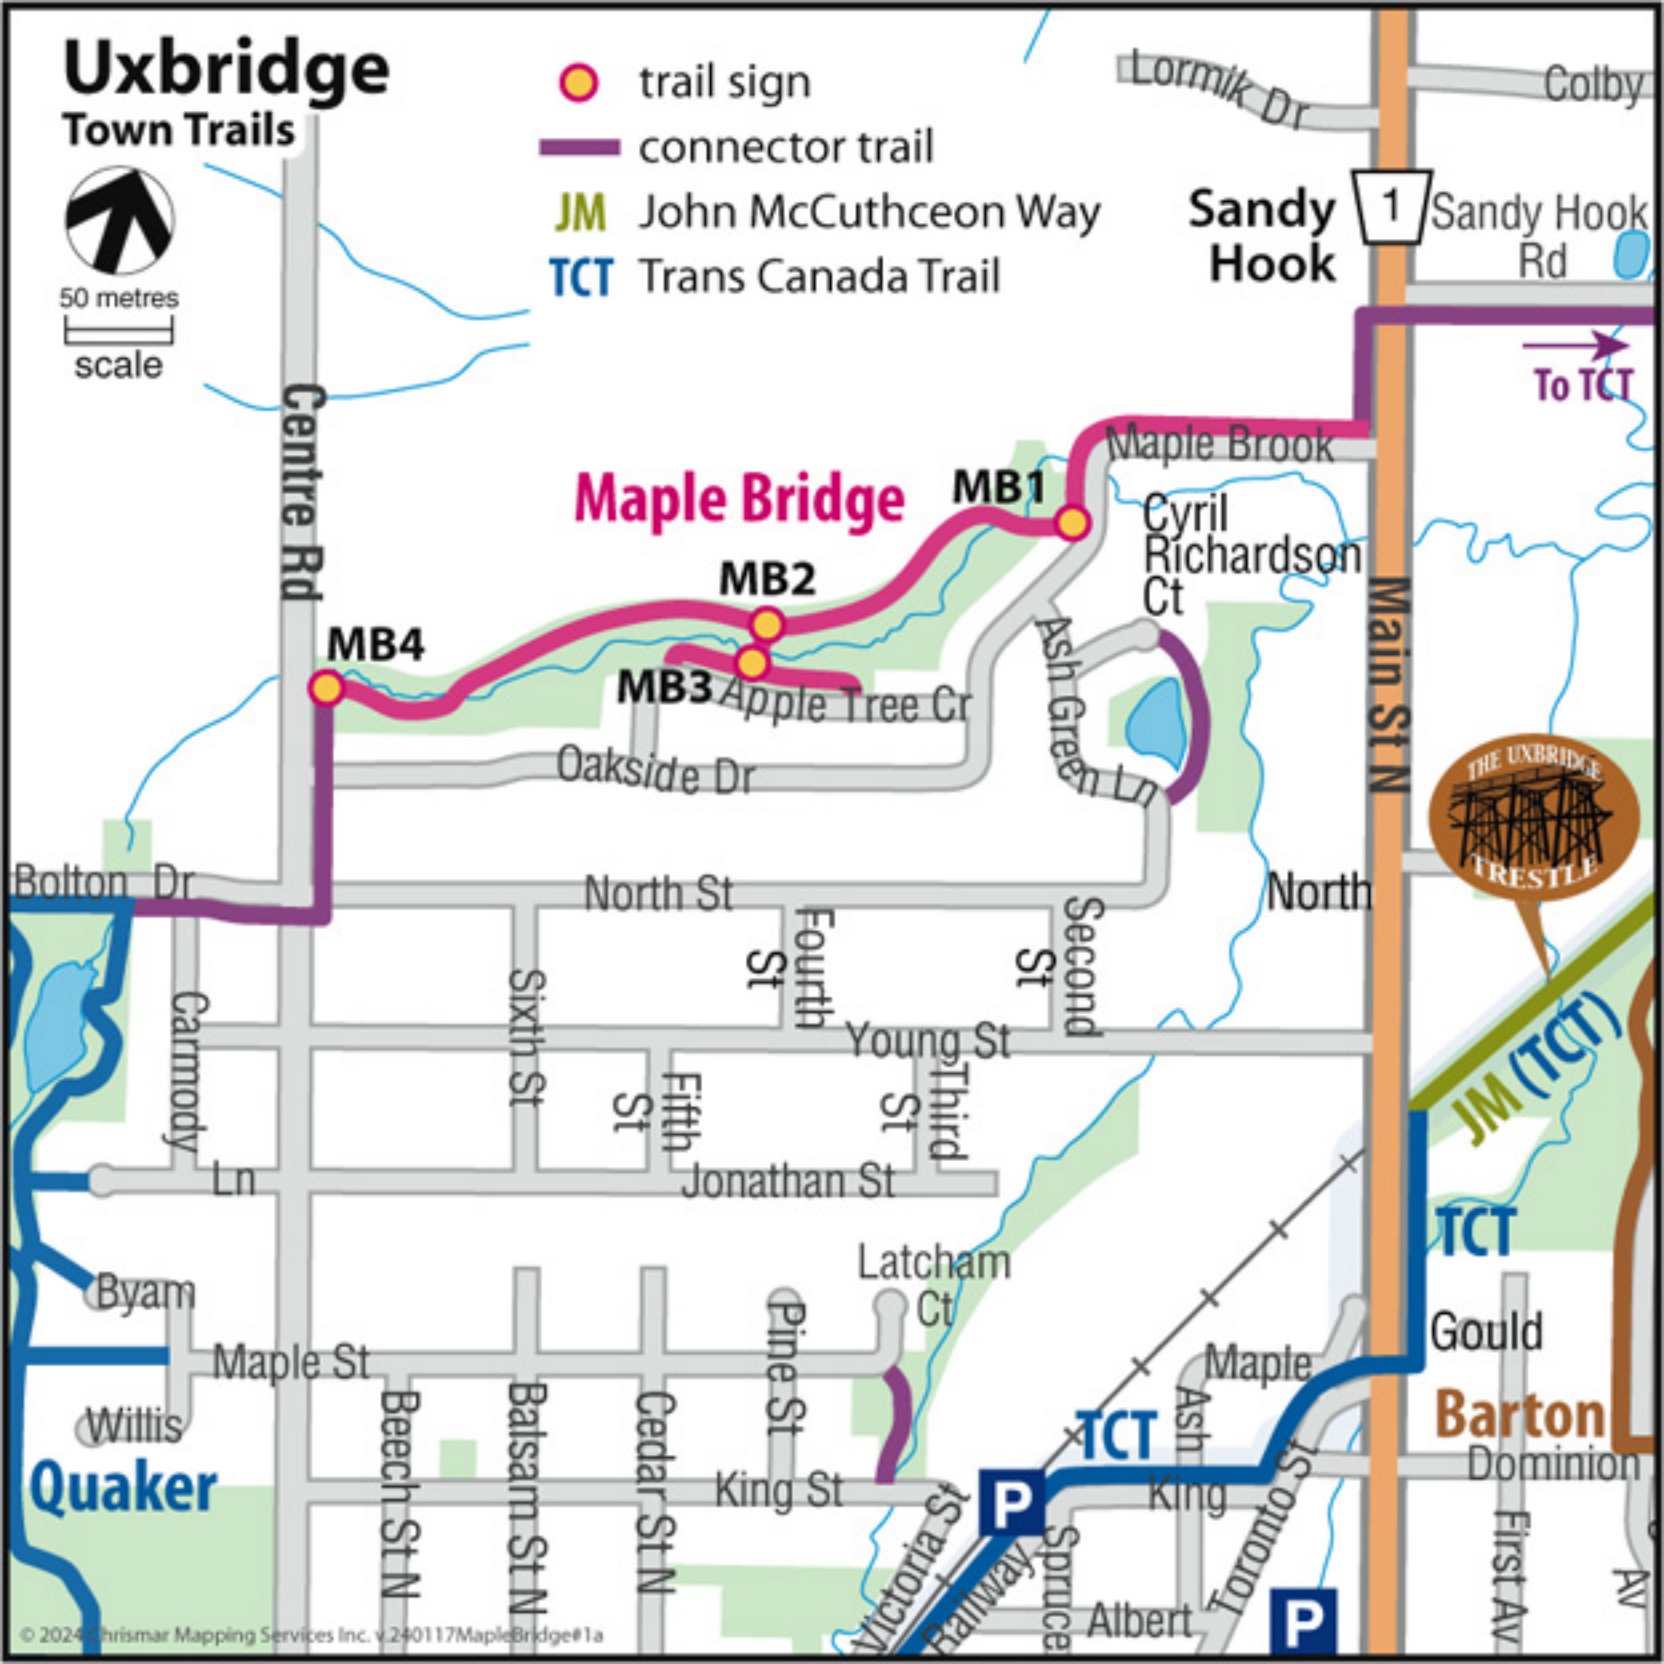 Uxbridge
Town Trails
50 metres
scale
trail sign
connector trail
JM John McCuthceon Way
TCT Trans Canada Trail
Lormik Dr
Colby
1
Sandy
Hook
Sandy Hook
Rd
To TCT
Centre Rd
Maple Bridge
MB1
Maple Brook
Cyril
Richardson
Ct
MB2
MB4
MB3
Apple Tree Cr
Ash Green Ln
Main St N
Oakside Dr
THE UXBRIDGE
TRESTLE
Bolton Dr
North St
North
Carmody
Sixth St
Fourth
St
Second
St
Young St
JM (TCT)
Fifth
St
Third
St
Ln
Jonathan St
TCT
Latcham
Ct
Byam
Maple St
Pine St
Maple
Gould
Willis
Beech St N
Balsam St N
Cedar St N
Ash
TCT
Barton
Dominion
Quaker
King St
P
King
Victoria St
Railway
Spruce
Toronto St
First Av
Av
Albert
P
© 2024 Chrismar Mapping Services Inc. v.240117MapleBridge#1a